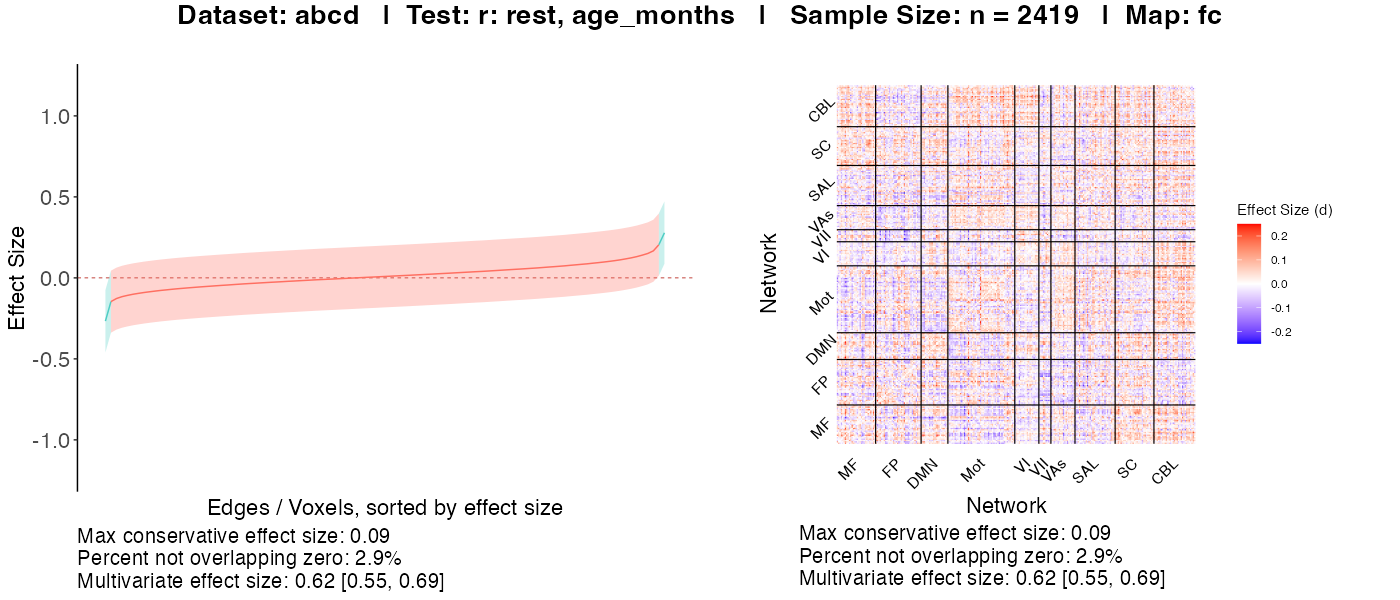 Dataset: abcd | Test: r: rest, age_months | Sample Size: n = 2419 | Map: fc
Effect Size
1.0
0.5
0.0
-0.5
-1.0
Edges / Voxels, sorted by effect size
Max conservative effect size: 0.09
Percent not overlapping zero: 2.9%
Multivariate effect size: 0.62 [0.55, 0.69]
Network
CBL
SC
SAL
VAs
VII
VI
Mot
DMN
FP
MF
MF
FP
DMN
Mot
VI
VII
VAs
SAL
SC
CBL
Network
Max conservative effect size: 0.09
Percent not overlapping zero: 2.9%
Multivariate effect size: 0.62 [0.55, 0.69]
Effect Size (d)
0.2
0.1
0.0
-0.1
-0.2